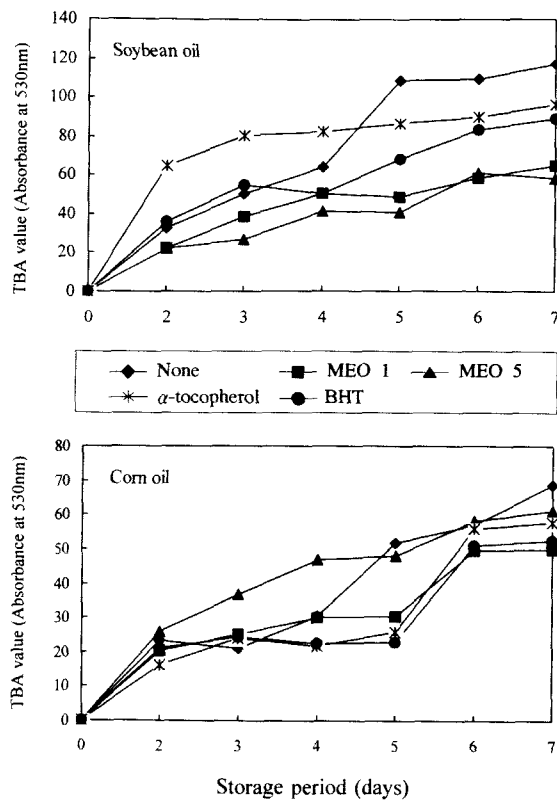 Soybean oil
TBA value (Absorbance at 530nm)
140
120
100
80
60
40
20
0
0 2 3 4 5 6 7
None MEO 1 MEO 5
α-tocopherol BHT
Corn oil
TBA value (Absorbance at 530nm)
80
70
60
50
40
30
20
10
0
0 2 3 4 5 6 7
Storage period (days)